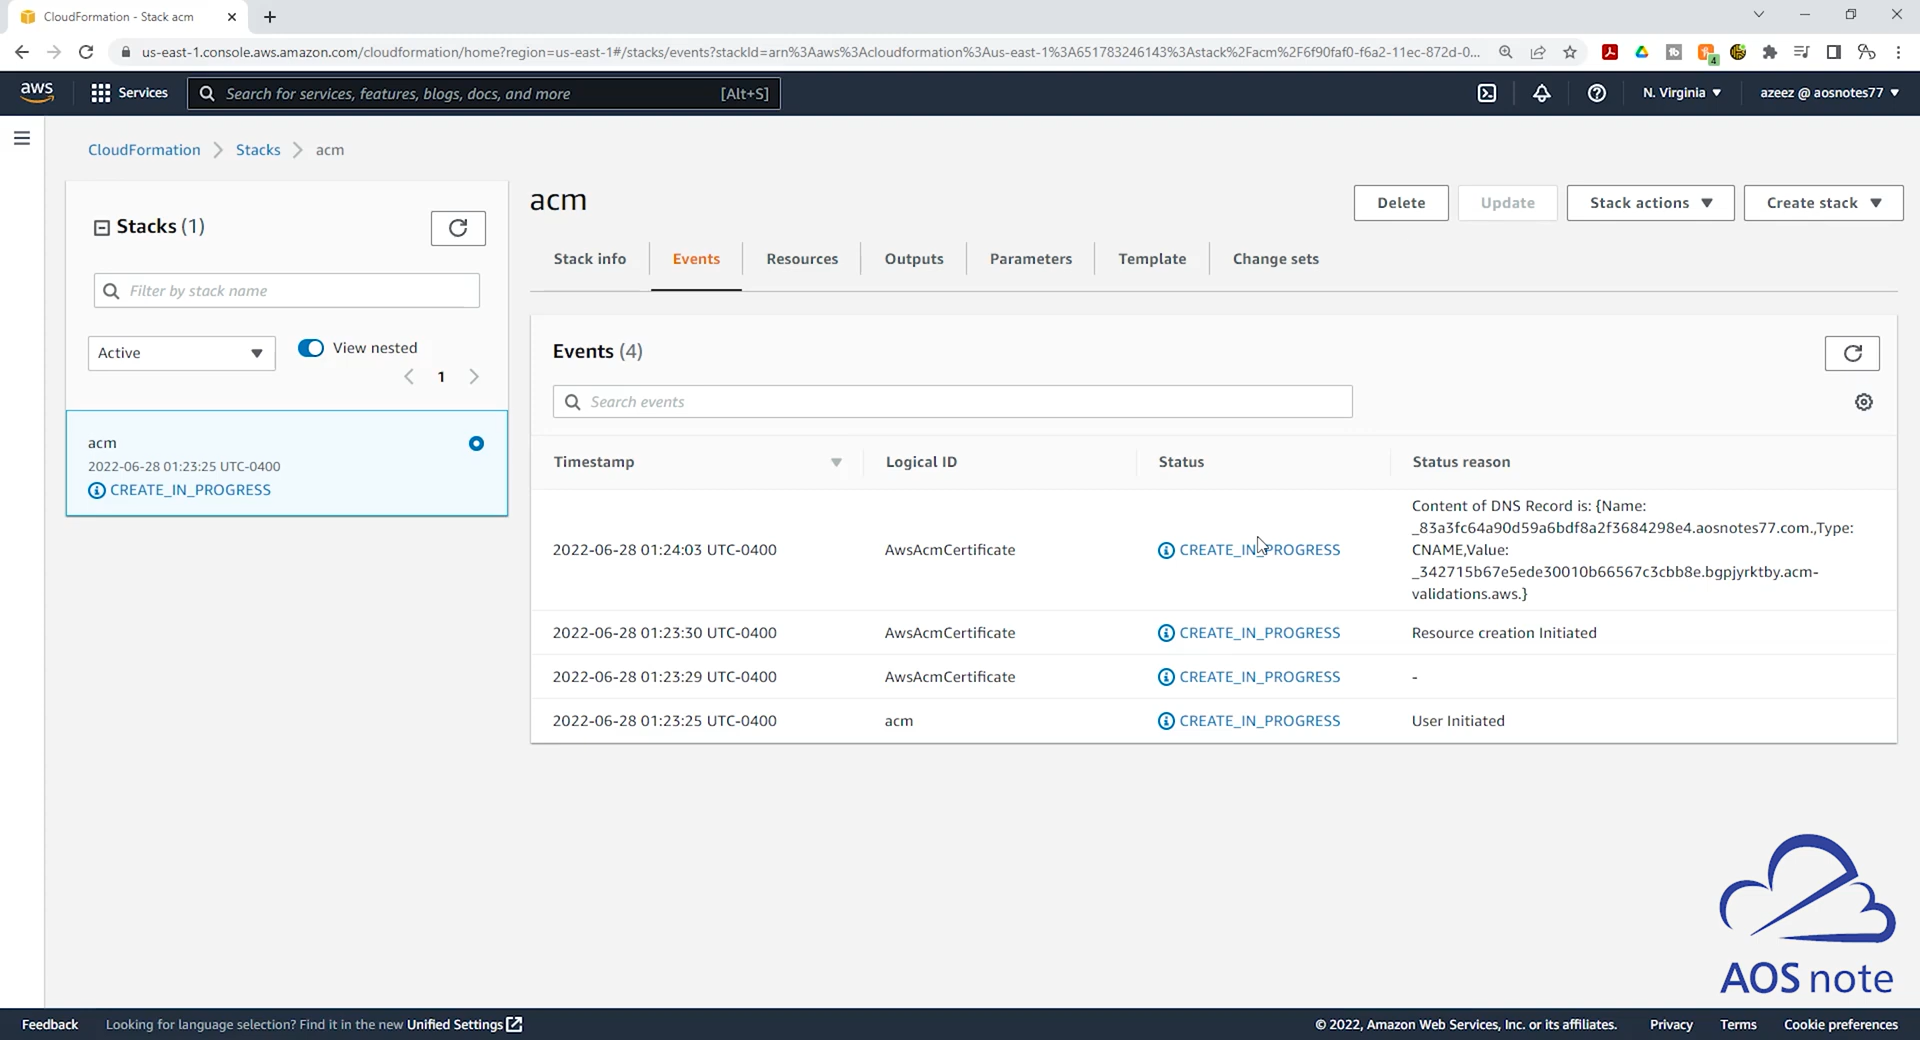 CloudFormation - Stack acm
us-east-1.console.aws.amazon.com/cloudformation/home?region=us-east-1#/stacks/events?stackId=arn%3Aaws%3Acloudformation%3Aus-east-1%3A651783246143%3Astack%2Facm%2F6f90faf0-f6a2-11ec-872d-0...
4
aws
Services
Search for services, features, blogs, docs, and more
[Alt+S]
N. Virginia
azeez @ aosnotes77
CloudFormation
Stacks
acm
Stacks (1)
Filter by stack name
Active
View nested
1
acm
2022-06-28 01:23:25 UTC-0400
CREATE_IN_PROGRESS
acm
Delete
Update
Stack actions
Create stack
Stack info
Events
Resources
Outputs
Parameters
Template
Change sets
Events (4)
Search events
Timestamp Logical ID Status Status reason
Content of DNS Record is: {Name:
_83a3fc64a90d59a6bdf8a2f3684298e4.aosnotes77.com.,Type:
2022-06-28 01:24:03 UTC-0400 AwsAcmCertificate CREATE_IN_PROGRESS CNAME,Value:
_342715b67e5ede30010b66567c3cbb8e.bgpjyrktby.acm-
validations.aws.}
2022-06-28 01:23:30 UTC-0400 AwsAcmCertificate CREATE_IN_PROGRESS Resource creation Initiated
2022-06-28 01:23:29 UTC-0400 AwsAcmCertificate CREATE_IN_PROGRESS -
2022-06-28 01:23:25 UTC-0400 acm CREATE_IN_PROGRESS User Initiated
AOS note
Feedback
Looking for language selection? Find it in the new Unified Settings
© 2022, Amazon Web Services, Inc. or its affiliates.
Privacy
Terms
Cookie preferences